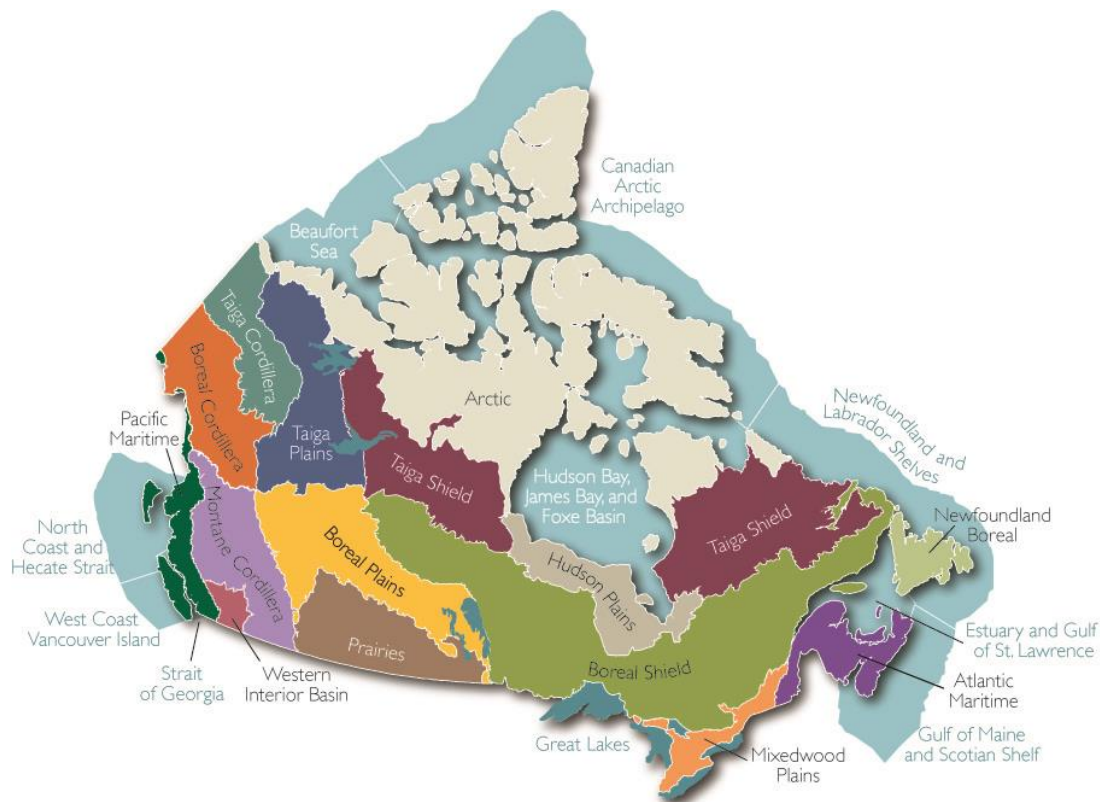 Canadian
Arctic
Archipelago
Beaufort
Sea
Taiga Cordillera
Boreal Cordillera
Arctic
Newfoundland and
Labrador Shelves
Pacific
Maritime
Taiga
Plains
Taiga Shield
Hudson Bay,
James Bay, and
Foxe Basin
Taiga Shield
Newfoundland
Boreal
North
Coast and
Hecate Strait
Montane Cordillera
Boreal Plains
Hudson Plains
West Coast
Vancouver Island
Prairies
Boreal Shield
Estuary and Gulf
of St. Lawrence
Strait
of Georgia
Western
Interior Basin
Atlantic
Maritime
Great Lakes
Mixedwood
Plains
Gulf of Maine
and Scotian Shelf